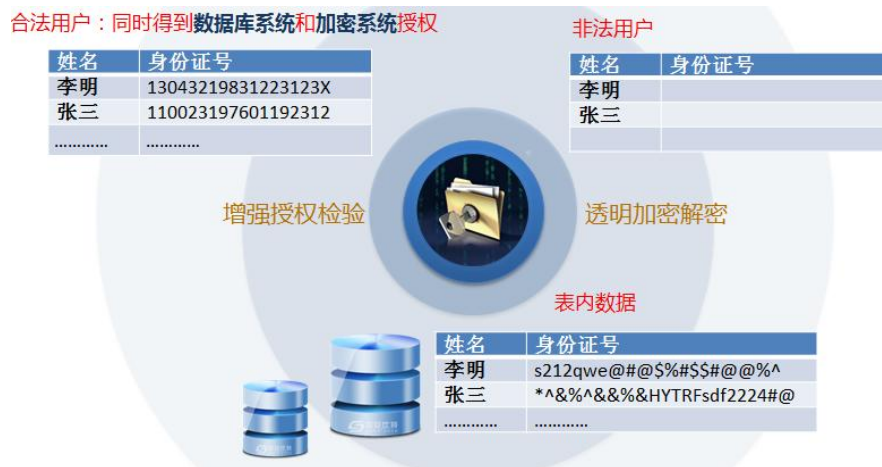 合法用户：同时得到数据库系统和加密系统授权
姓名 身份证号
李明 13043219831223123X
张三 110023197601192312
………… …………
非法用户
姓名 身份证号
李明
张三
增强授权检验
透明加密解密
表内数据
姓名 身份证号
李明 s212qwe@#@$%#$$#@@%^
张三 *^&%^&&%&HYTRFsdf2224#@
………… …………